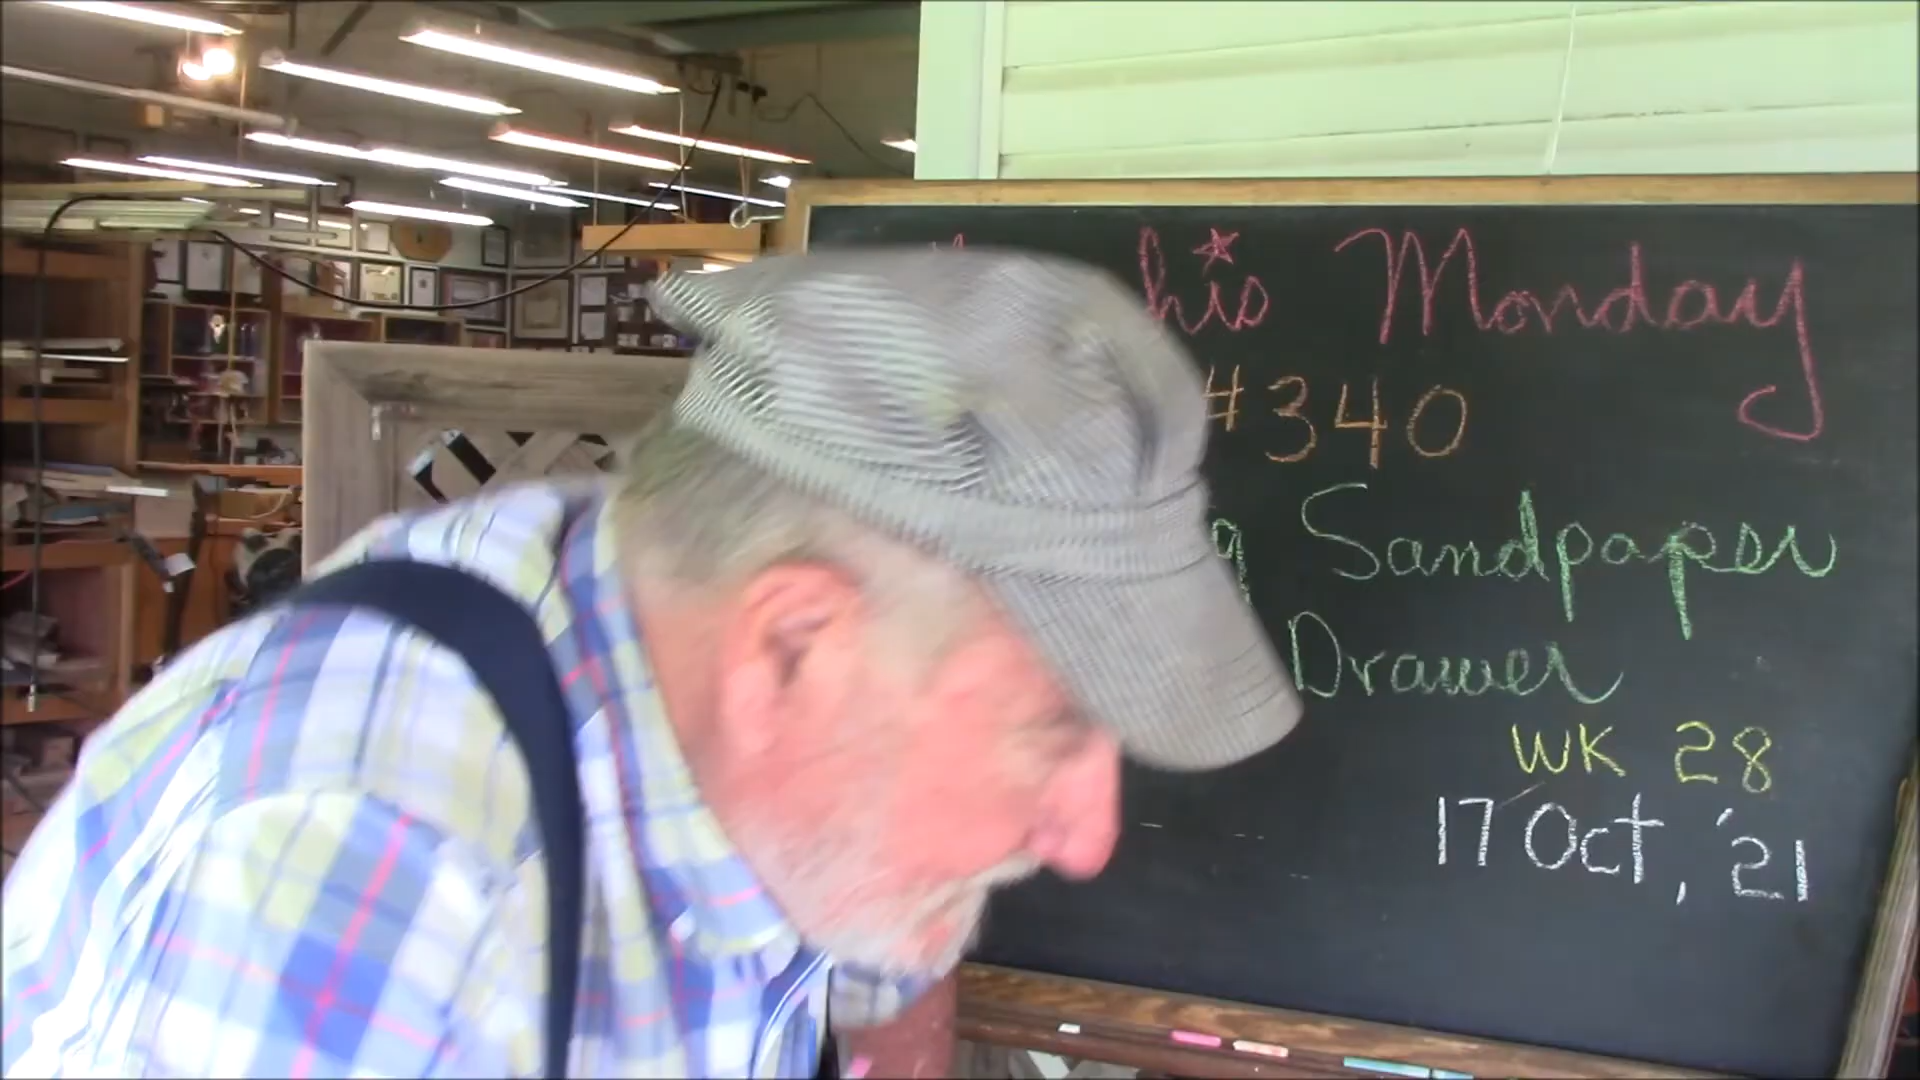 his Monday
#340
Sandpaper
Drawer
WK 28
17 Oct, '21